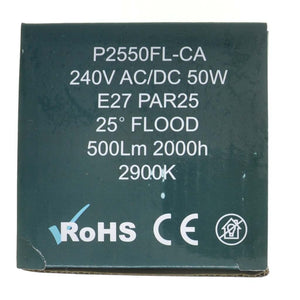 P2550FL-CA
240V AC/DC 50W
E27 PAR25
25° FLOOD
500Lm 2000h
2900K
RoHS CE